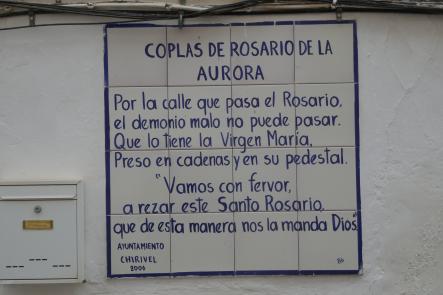 COPLAS DE ROSARIO DE LA
AURORA
Por la calle que pasa el Rosario,
el demonio malo no puede pasar.
Que lo tiene la Virgen María,
Preso en cadenas y en su pedestal.
"Vamos con fervor,
a rezar este Santo Rosario,
que de esta manera nos la manda Dios"
AYUNTAMIENTO
CHIRIVEL
2006